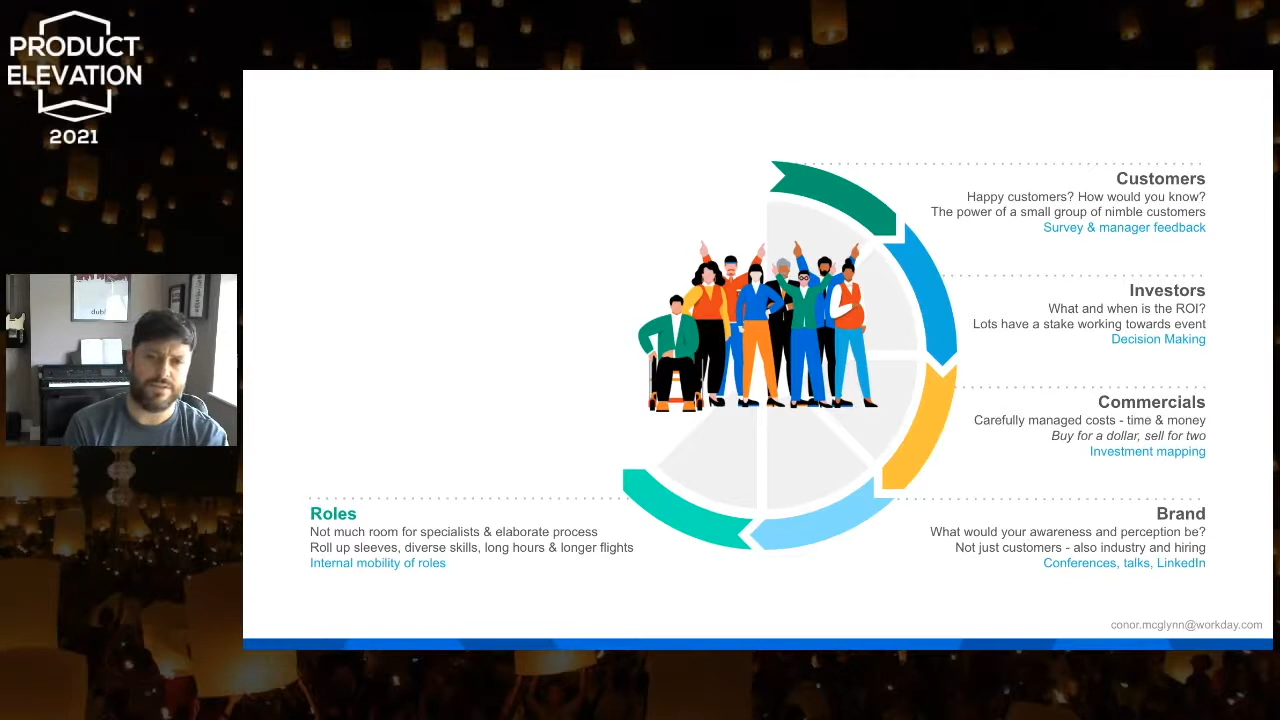 PRODUCT
ELEVATION
2021
Customers
Happy customers? How would you know?
The power of a small group of nimble customers
Survey & manager feedback
Investors
What and when is the ROI?
Lots have a stake working towards event
Decision Making
Commercials
Carefully managed costs - time & money
Buy for a dollar, sell for two
Investment mapping
Brand
What would your awareness and perception be?
Not just customers - also industry and hiring
Conferences, talks, LinkedIn
Roles
Not much room for specialists & elaborate process
Roll up sleeves, diverse skills, long hours & longer flights
Internal mobility of roles
conor.mcglynn@workday.com